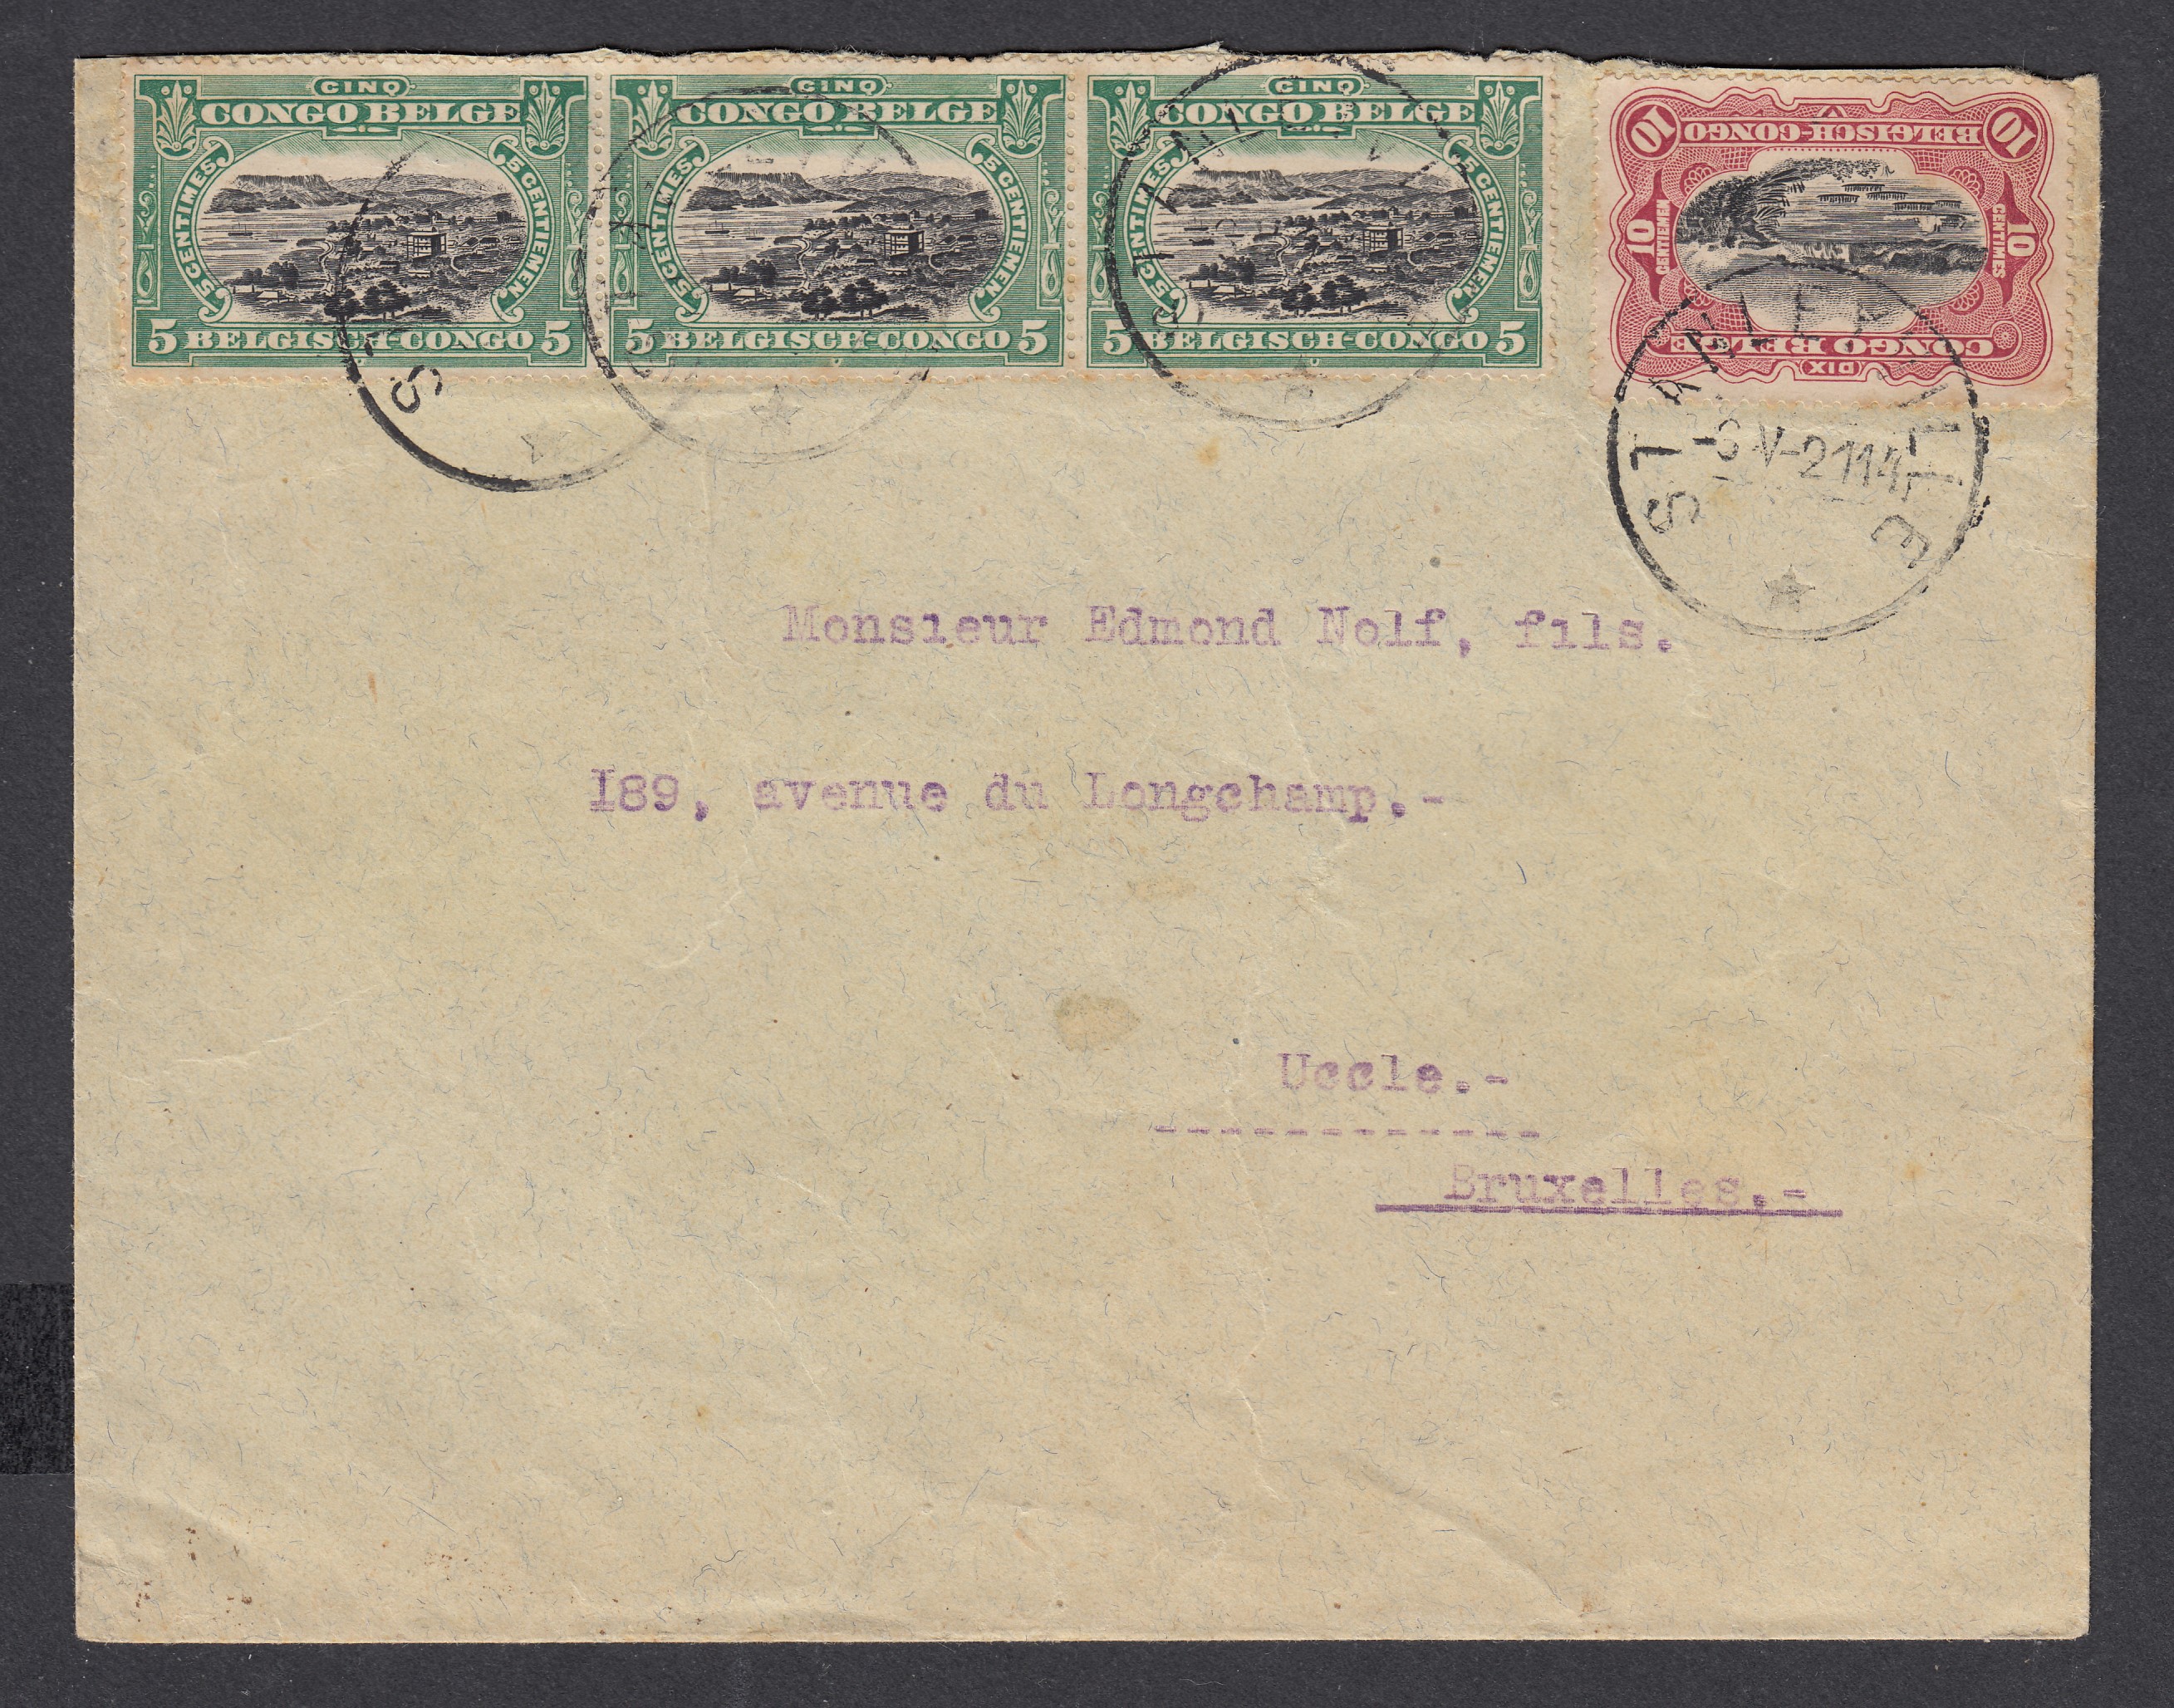 CINQ
CONGO BELGE
5 CENTIMES
5 CENTIEMEN
5 BELGISCH-CONGO 5
CINQ
CONGO BELGE
5 CENTIMES
5 CENTIEMEN
5 BELGISCH-CONGO 5
CINQ
CONGO BELGE
5 CENTIMES
5 CENTIEMEN
5 BELGISCH-CONGO 5
10 BELGISCH-CONGO 10
10 CENTIMES
10 CENTIEMEN
CONGO BELGE
DIX
STANLEYVILLE
Monsieur Edmond Nolf, fils.
I89, avenue du Longchamp.-
Uccle.-
------------
Bruxelles.-